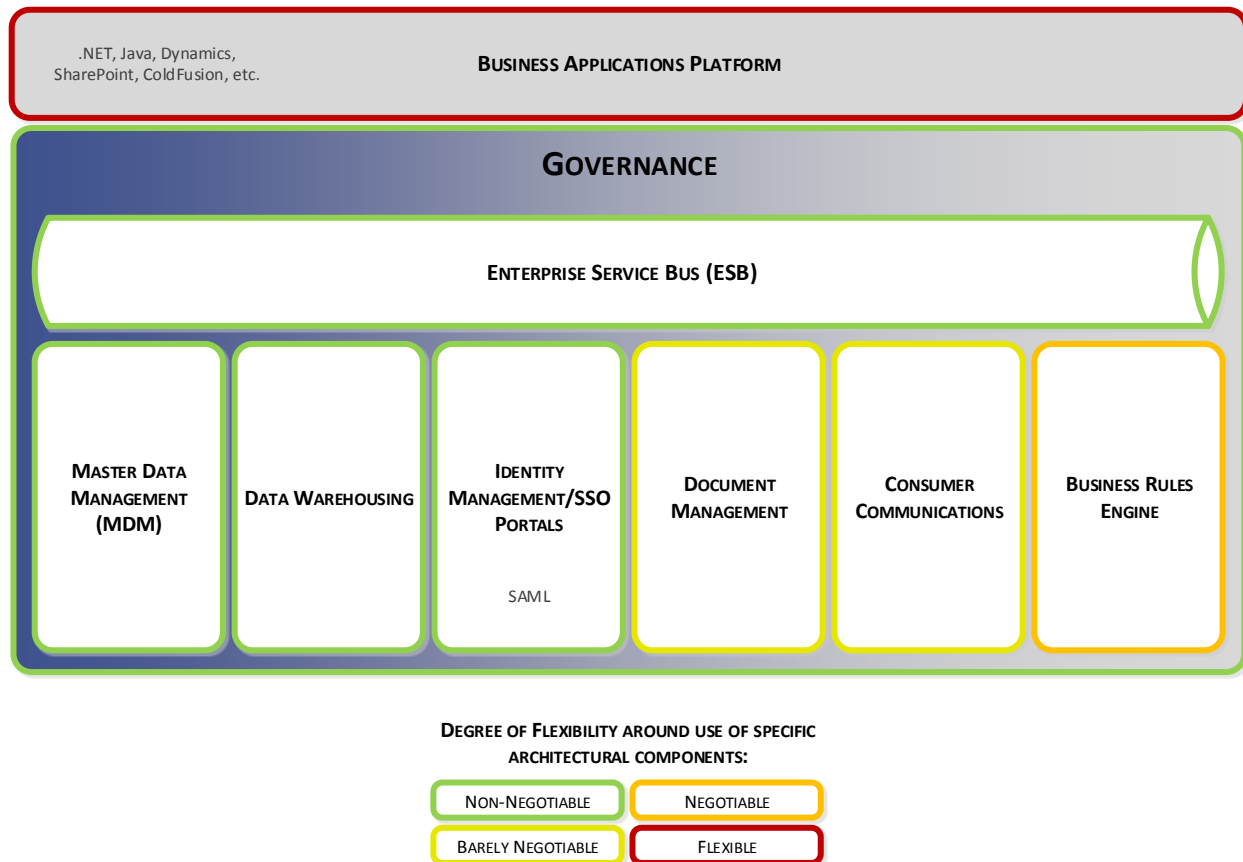 .NET, Java, Dynamics,
SharePoint, ColdFusion, etc.
BUSINESS APPLICATIONS PLATFORM
GOVERNANCE
ENTERPRISE SERVICE BUS (ESB)
MASTER DATA
MANAGEMENT
(MDM)
DATA WAREHOUSING
IDENTITY
MANAGEMENT/SSO
PORTALS
SAML
DOCUMENT
MANAGEMENT
CONSUMER
COMMUNICATIONS
BUSINESS RULES
ENGINE
DEGREE OF FLEXIBILITY AROUND USE OF SPECIFIC
ARCHITECTURAL COMPONENTS:
NON-NEGOTIABLE
NEGOTIABLE
BARELY NEGOTIABLE
FLEXIBLE